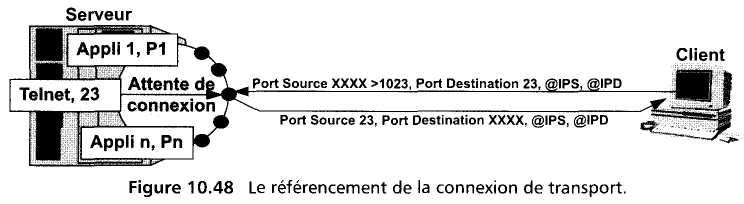 Serveur
Appli 1, P1
Client
Attente de
connexion
Telnet, 23
Port Source XXXX >1023, Port Destination 23, @IPS, @IPD
Port Source 23, Port Destination XXXX, @IPS, @IPD
Appli n, Pn
Figure 10.48 Le référencement de la connexion de transport.